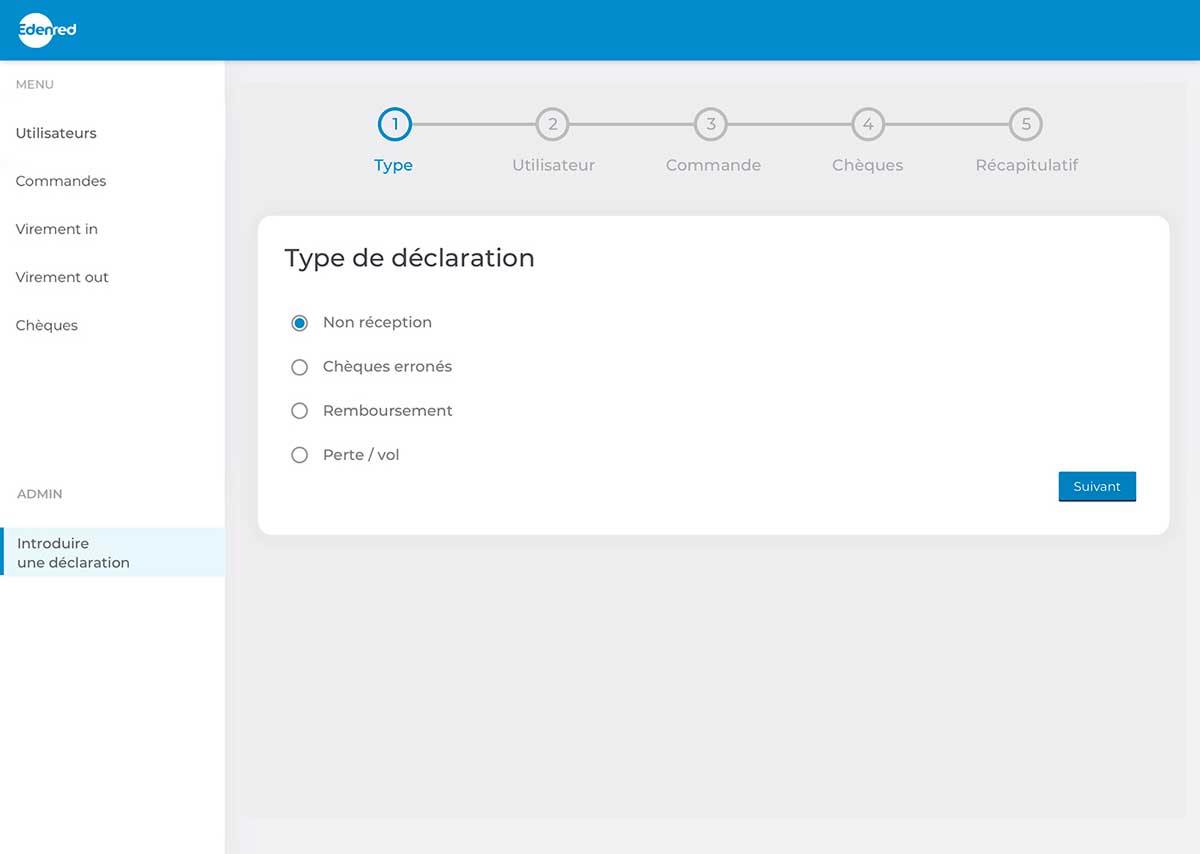 Edenred
MENU
Utilisateurs
Commandes
Virement in
Virement out
Chèques
ADMIN
Introduire
une déclaration
1
2
3
4
5
Type
Utilisateur
Commande
Chèques
Récapitulatif
Type de déclaration
Non réception
Chèques erronés
Remboursement
Perte / vol
Suivant